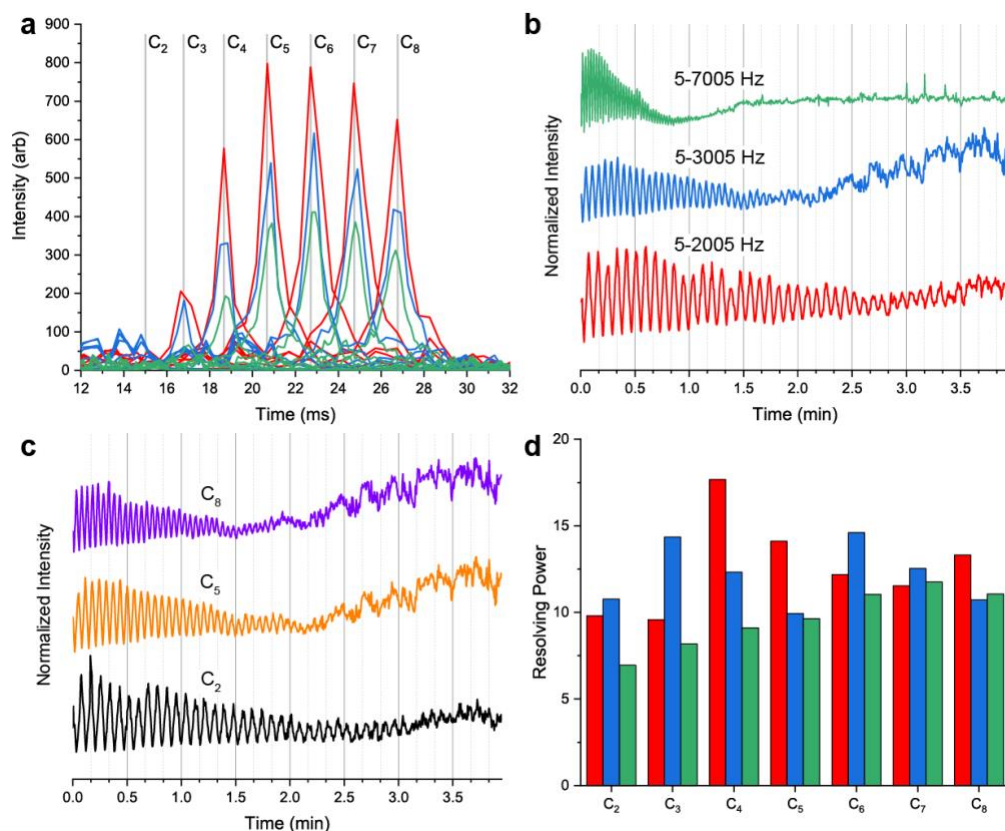 a
C2 C3 C4 C5 C6 C7 C8
Intensity (arb)
900
800
700
600
500
400
300
200
100
0
12 14 16 18 20 22 24 26 28 30 32
Time (ms)
b
5-7005 Hz
5-3005 Hz
5-2005 Hz
Normalized Intensity
0.0 0.5 1.0 1.5 2.0 2.5 3.0 3.5
Time (min)
c
C8
C5
C2
Normalized Intensity
0.0 0.5 1.0 1.5 2.0 2.5 3.0 3.5
Time (min)
d
Resolving Power
20
15
10
5
0
C2 C3 C4 C5 C6 C7 C8